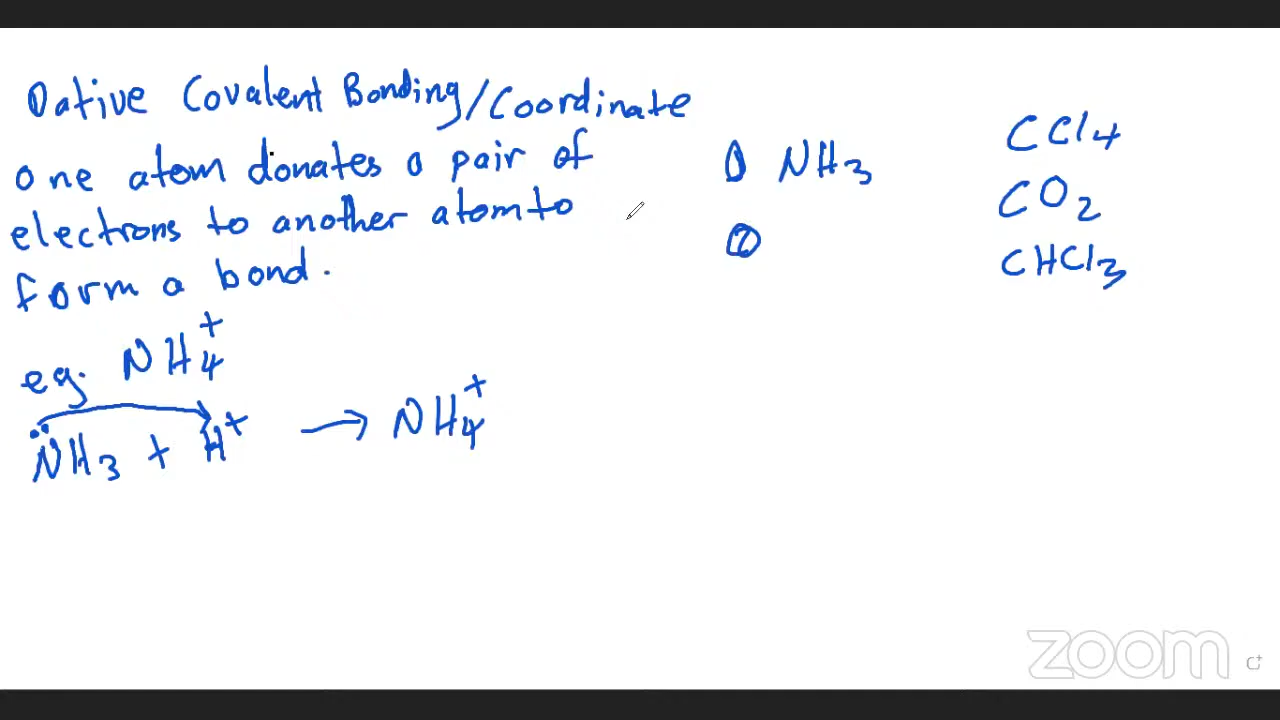 Dative Covalent Bonding/Coordinate
one atom donates a pair of
electrons to another atom to
form a bond.
eg. NH₄⁺
N̈H₃ + H⁺ → NH₄⁺
① NH₃
②
CCl₄
CO₂
CHCl₃
zoom